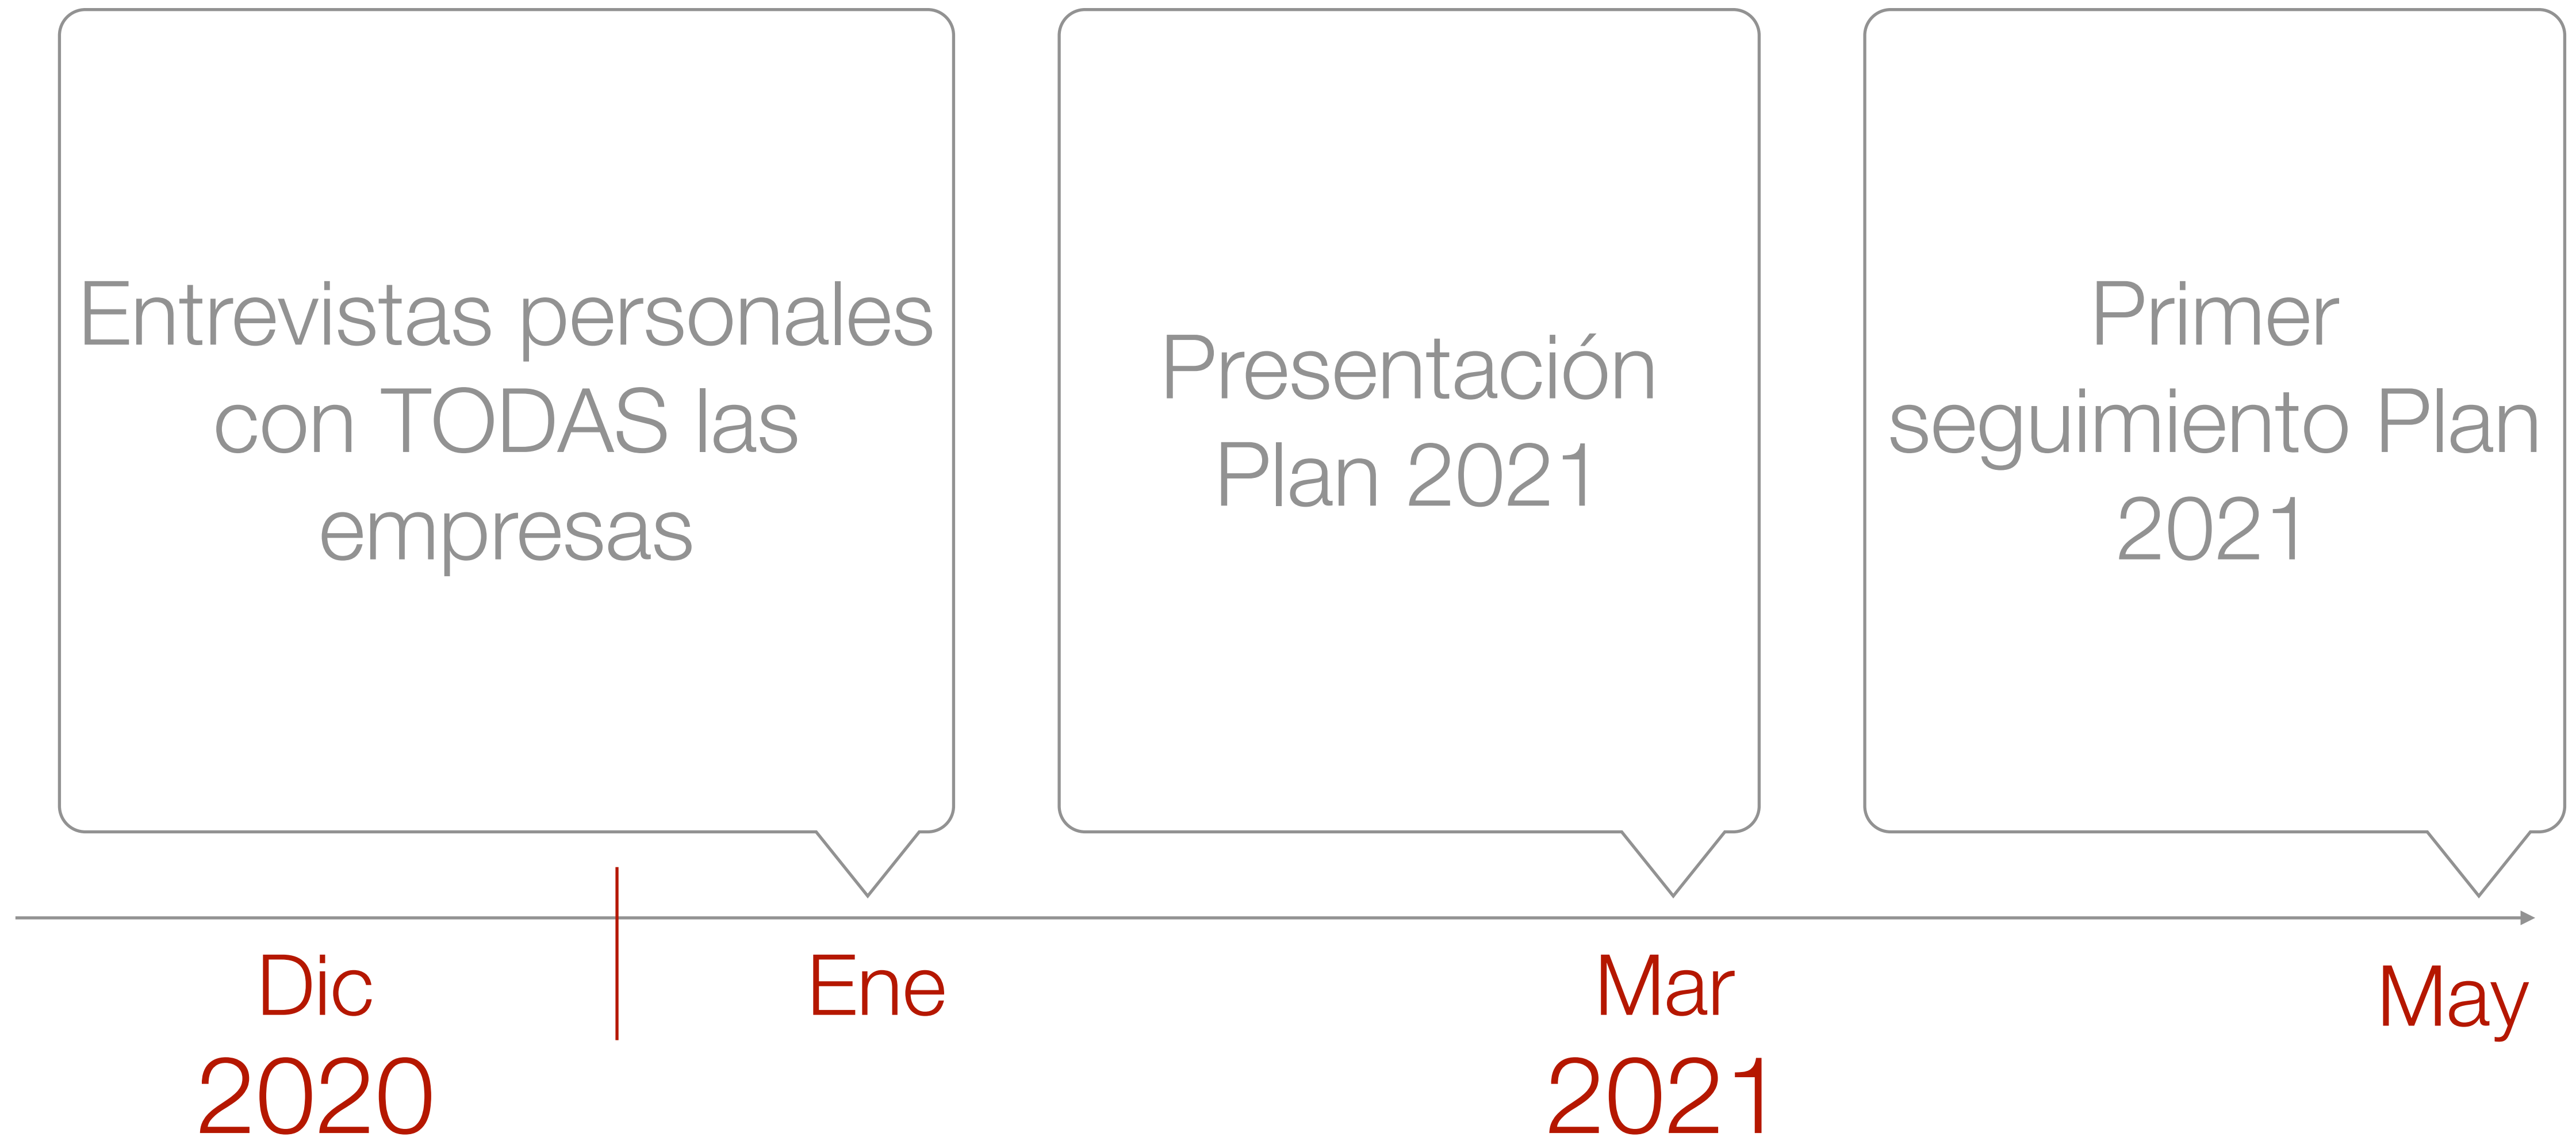 Entrevistas personales
con TODAS las
empresas
Presentación
Plan 2021
Primer
seguimiento Plan
2021
Dic
2020
Ene
Mar
2021
May